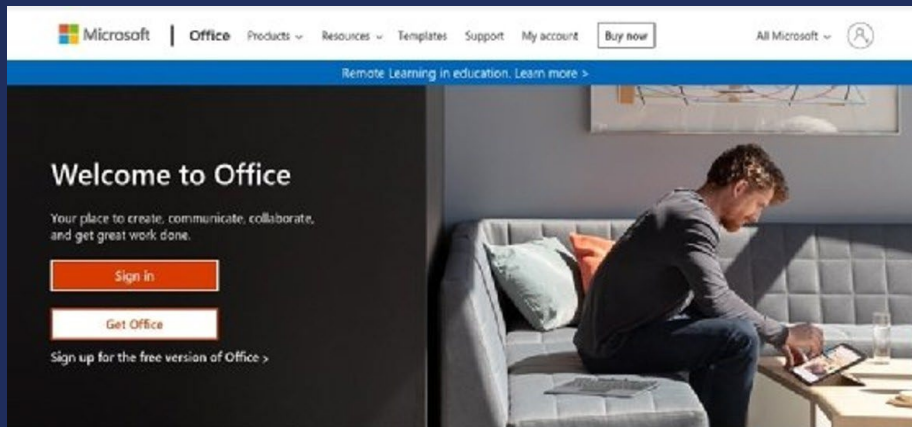 Microsoft | Office Products Resources Templates Support My account Buy now All Microsoft
Remote Learning in education. Learn more >
Welcome to Office
Your place to create, communicate, collaborate,
and get great work done.
Sign in
Get Office
Sign up for the free version of Office >